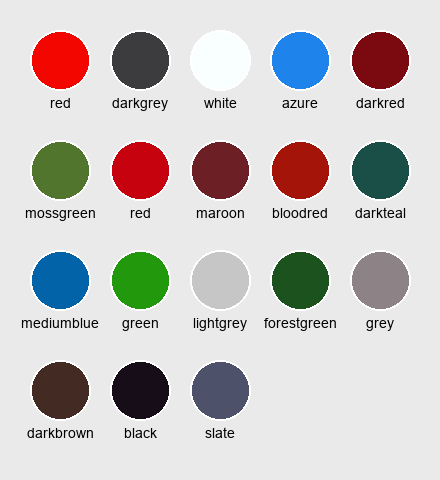 red darkgrey white azure darkred
mossgreen red maroon bloodred darkteal
mediumblue green lightgrey forestgreen grey
darkbrown black slate